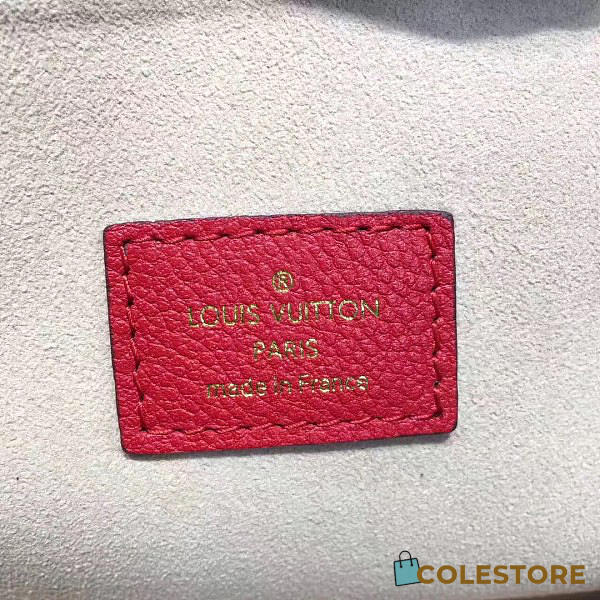 ®
LOUIS VUITTON
PARIS
made in France
COLESTORE